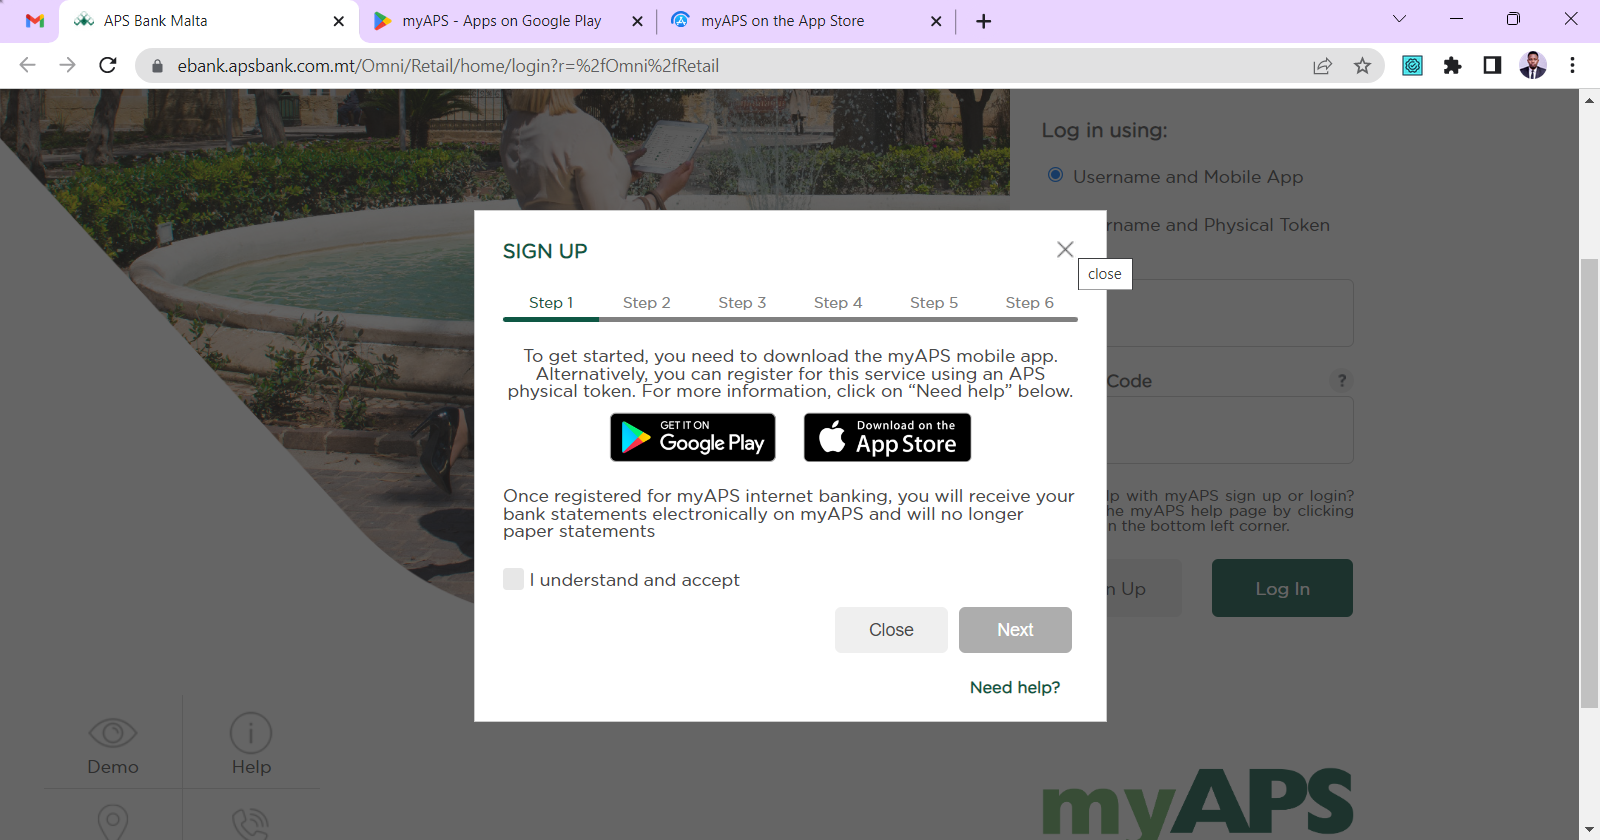 APS Bank Malta
myAPS - Apps on Google Play
myAPS on the App Store
ebank.apsbank.com.mt/Omni/Retail/home/login?r=%2fOmni%2fRetail
Log in using:
Username and Mobile App
rname and Physical Token
SIGN UP
close
Step 1 Step 2 Step 3 Step 4 Step 5 Step 6
To get started, you need to download the myAPS mobile app.
Alternatively, you can register for this service using an APS
physical token. For more information, click on “Need help” below.
GET IT ON
Google Play
Download on the
App Store
Once registered for myAPS internet banking, you will receive your
bank statements electronically on myAPS and will no longer
paper statements
I understand and accept
Close
Next
Need help?
Code
?
lp with myAPS sign up or login?
he myAPS help page by clicking
n the bottom left corner.
n Up
Log In
Demo
Help
myAPS